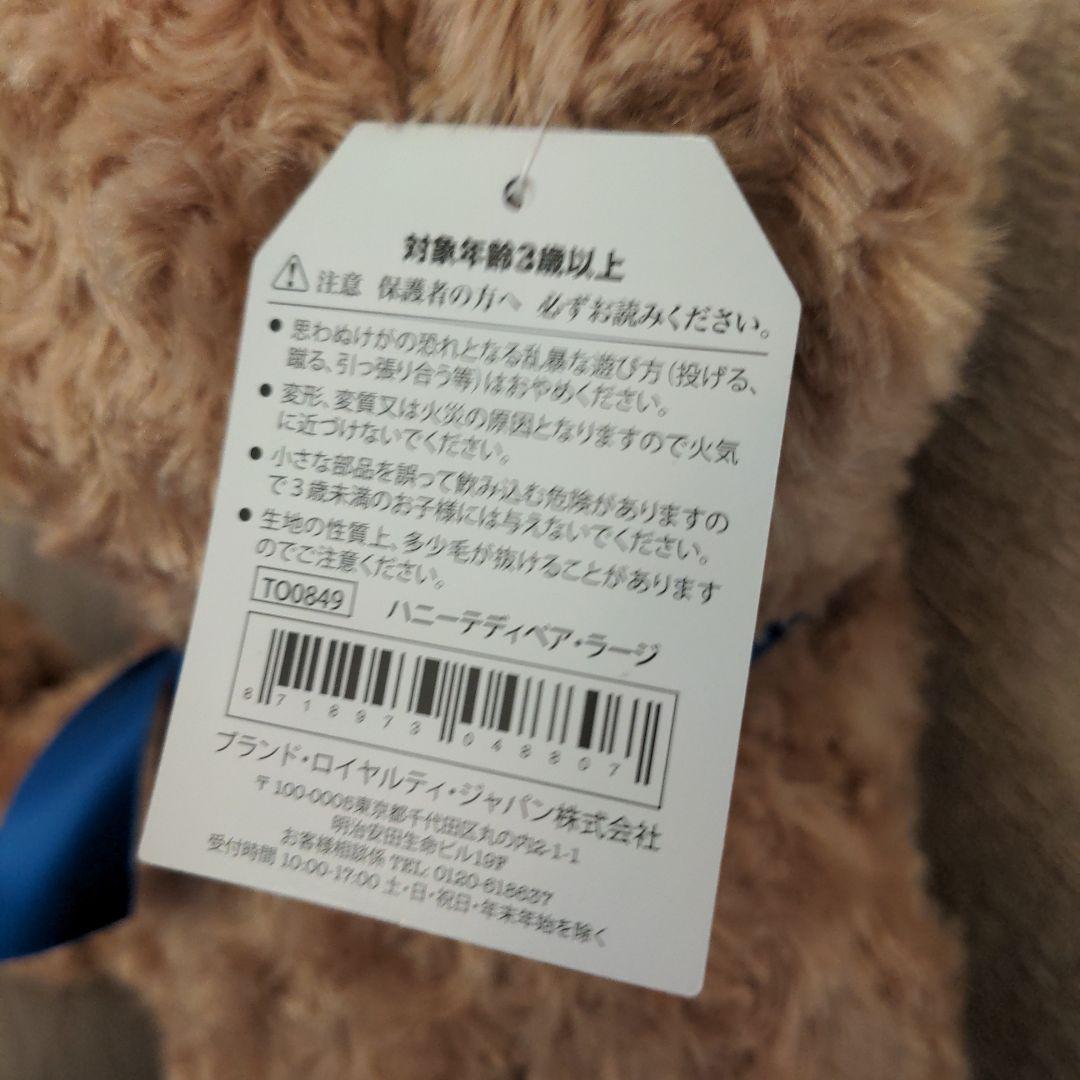 対象年齢3歳以上
注意 保護者の方へ 必ずお読みください。
● 思わぬけがの恐れとなる乱暴な遊び方(投げる、
蹴る、引っ張り合う等)はおやめください。
● 変形、変質又は火災の原因となりますので火気
に近づけないでください。
● 小さな部品を誤って飲み込む危険がありますの
で3歳未満のお子様には与えないでください。
● 生地の性質上、多少毛が抜けることがあります
のでご注意ください。
TO0849 ハニーテディベア・ラージ
8 718973 048807
ブランド・ロイヤルティ・ジャパン株式会社
〒100-0005東京都千代田区丸の内2-1-1
明治安田生命ビル19F
お客様相談係 TEL: 0120-618637
受付時間 10:00-17:00 土・日・祝日・年末年始を除く